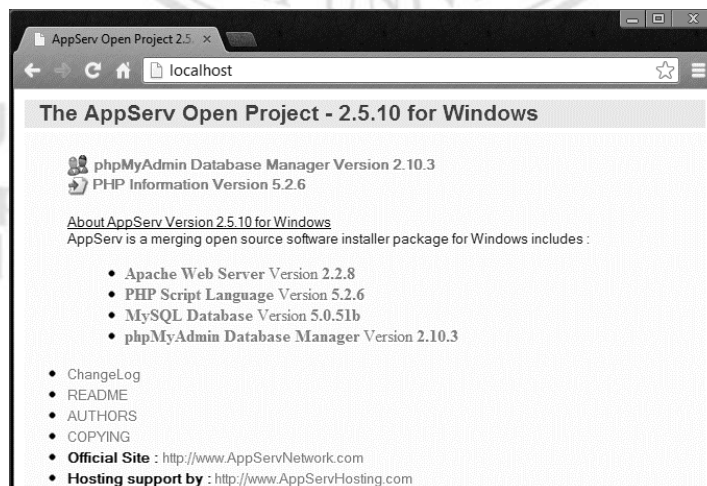 AppServ Open Project 2.5.
localhost
The AppServ Open Project - 2.5.10 for Windows
phpMyAdmin Database Manager Version 2.10.3
PHP Information Version 5.2.6
About AppServ Version 2.5.10 for Windows
AppServ is a merging open source software installer package for Windows includes :
• Apache Web Server Version 2.2.8
• PHP Script Language Version 5.2.6
• MySQL Database Version 5.0.51b
• phpMyAdmin Database Manager Version 2.10.3
• ChangeLog
• README
• AUTHORS
• COPYING
• Official Site : http://www.AppServNetwork.com
• Hosting support by : http://www.AppServHosting.com